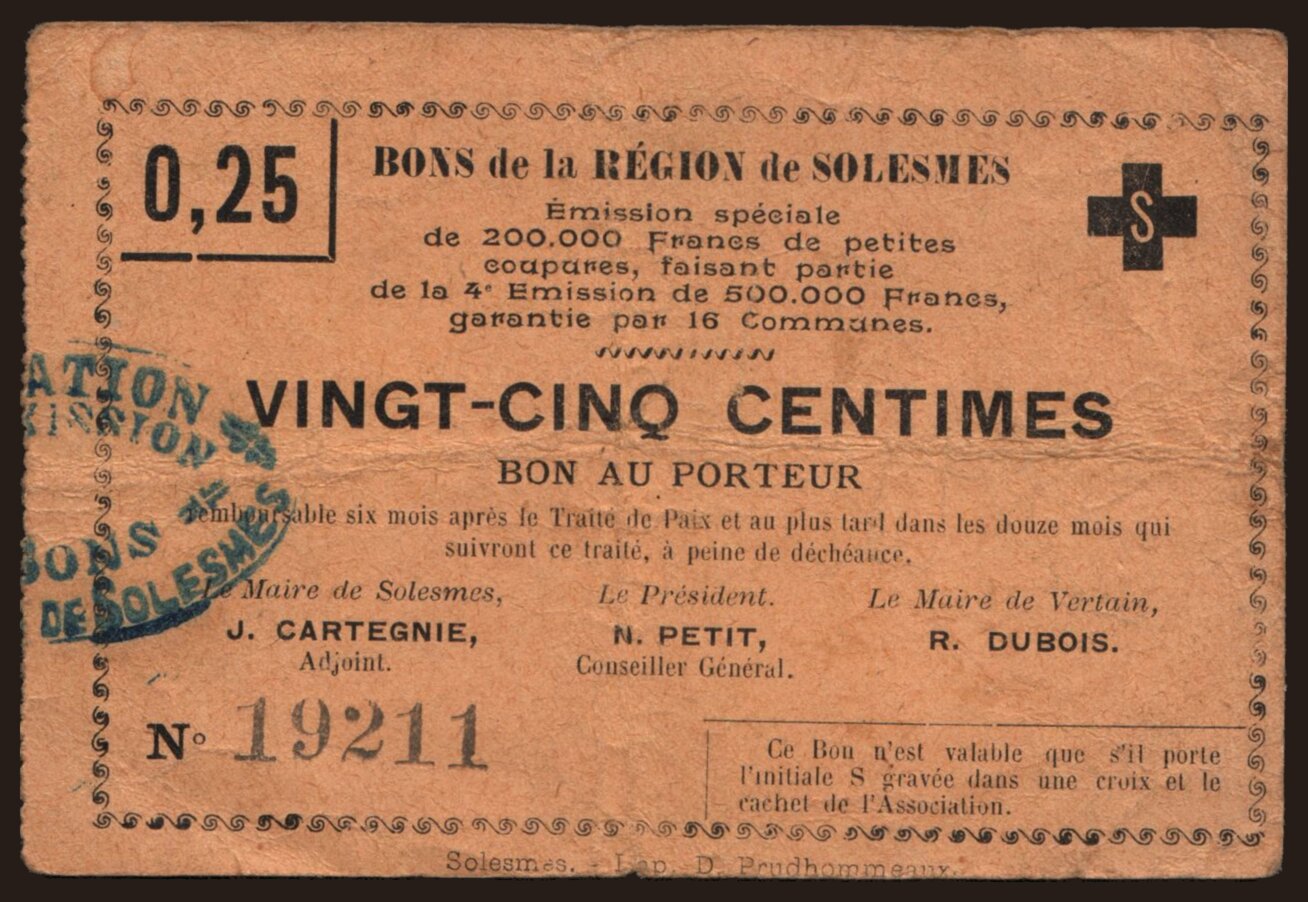 0,25
BONS de la RÉGION de SOLESMES
S
Émission spéciale
de 200.000 Francs de petites
coupures, faisant partie
de la 4e Emission de 500.000 Francs,
garantie par 16 Communes.
VINGT-CINQ CENTIMES
BON AU PORTEUR
remboursable six mois après le Traité de Paix et au plus tard dans les douze mois qui
suivront ce traité, à peine de déchéance.
Le Maire de Solesmes,
J. CARTEGNIE,
Adjoint.
Le Président.
N. PETIT,
Conseiller Général.
Le Maire de Vertain,
R. DUBOIS.
No 19211
Ce Bon n'est valable que s'il porte
l'initiale S gravée dans une croix et le
cachet de l'Association.
Solesmes. - Imp. D. Prudhommeaux.
ATION
ISSION
BONS
DE SOLESMES